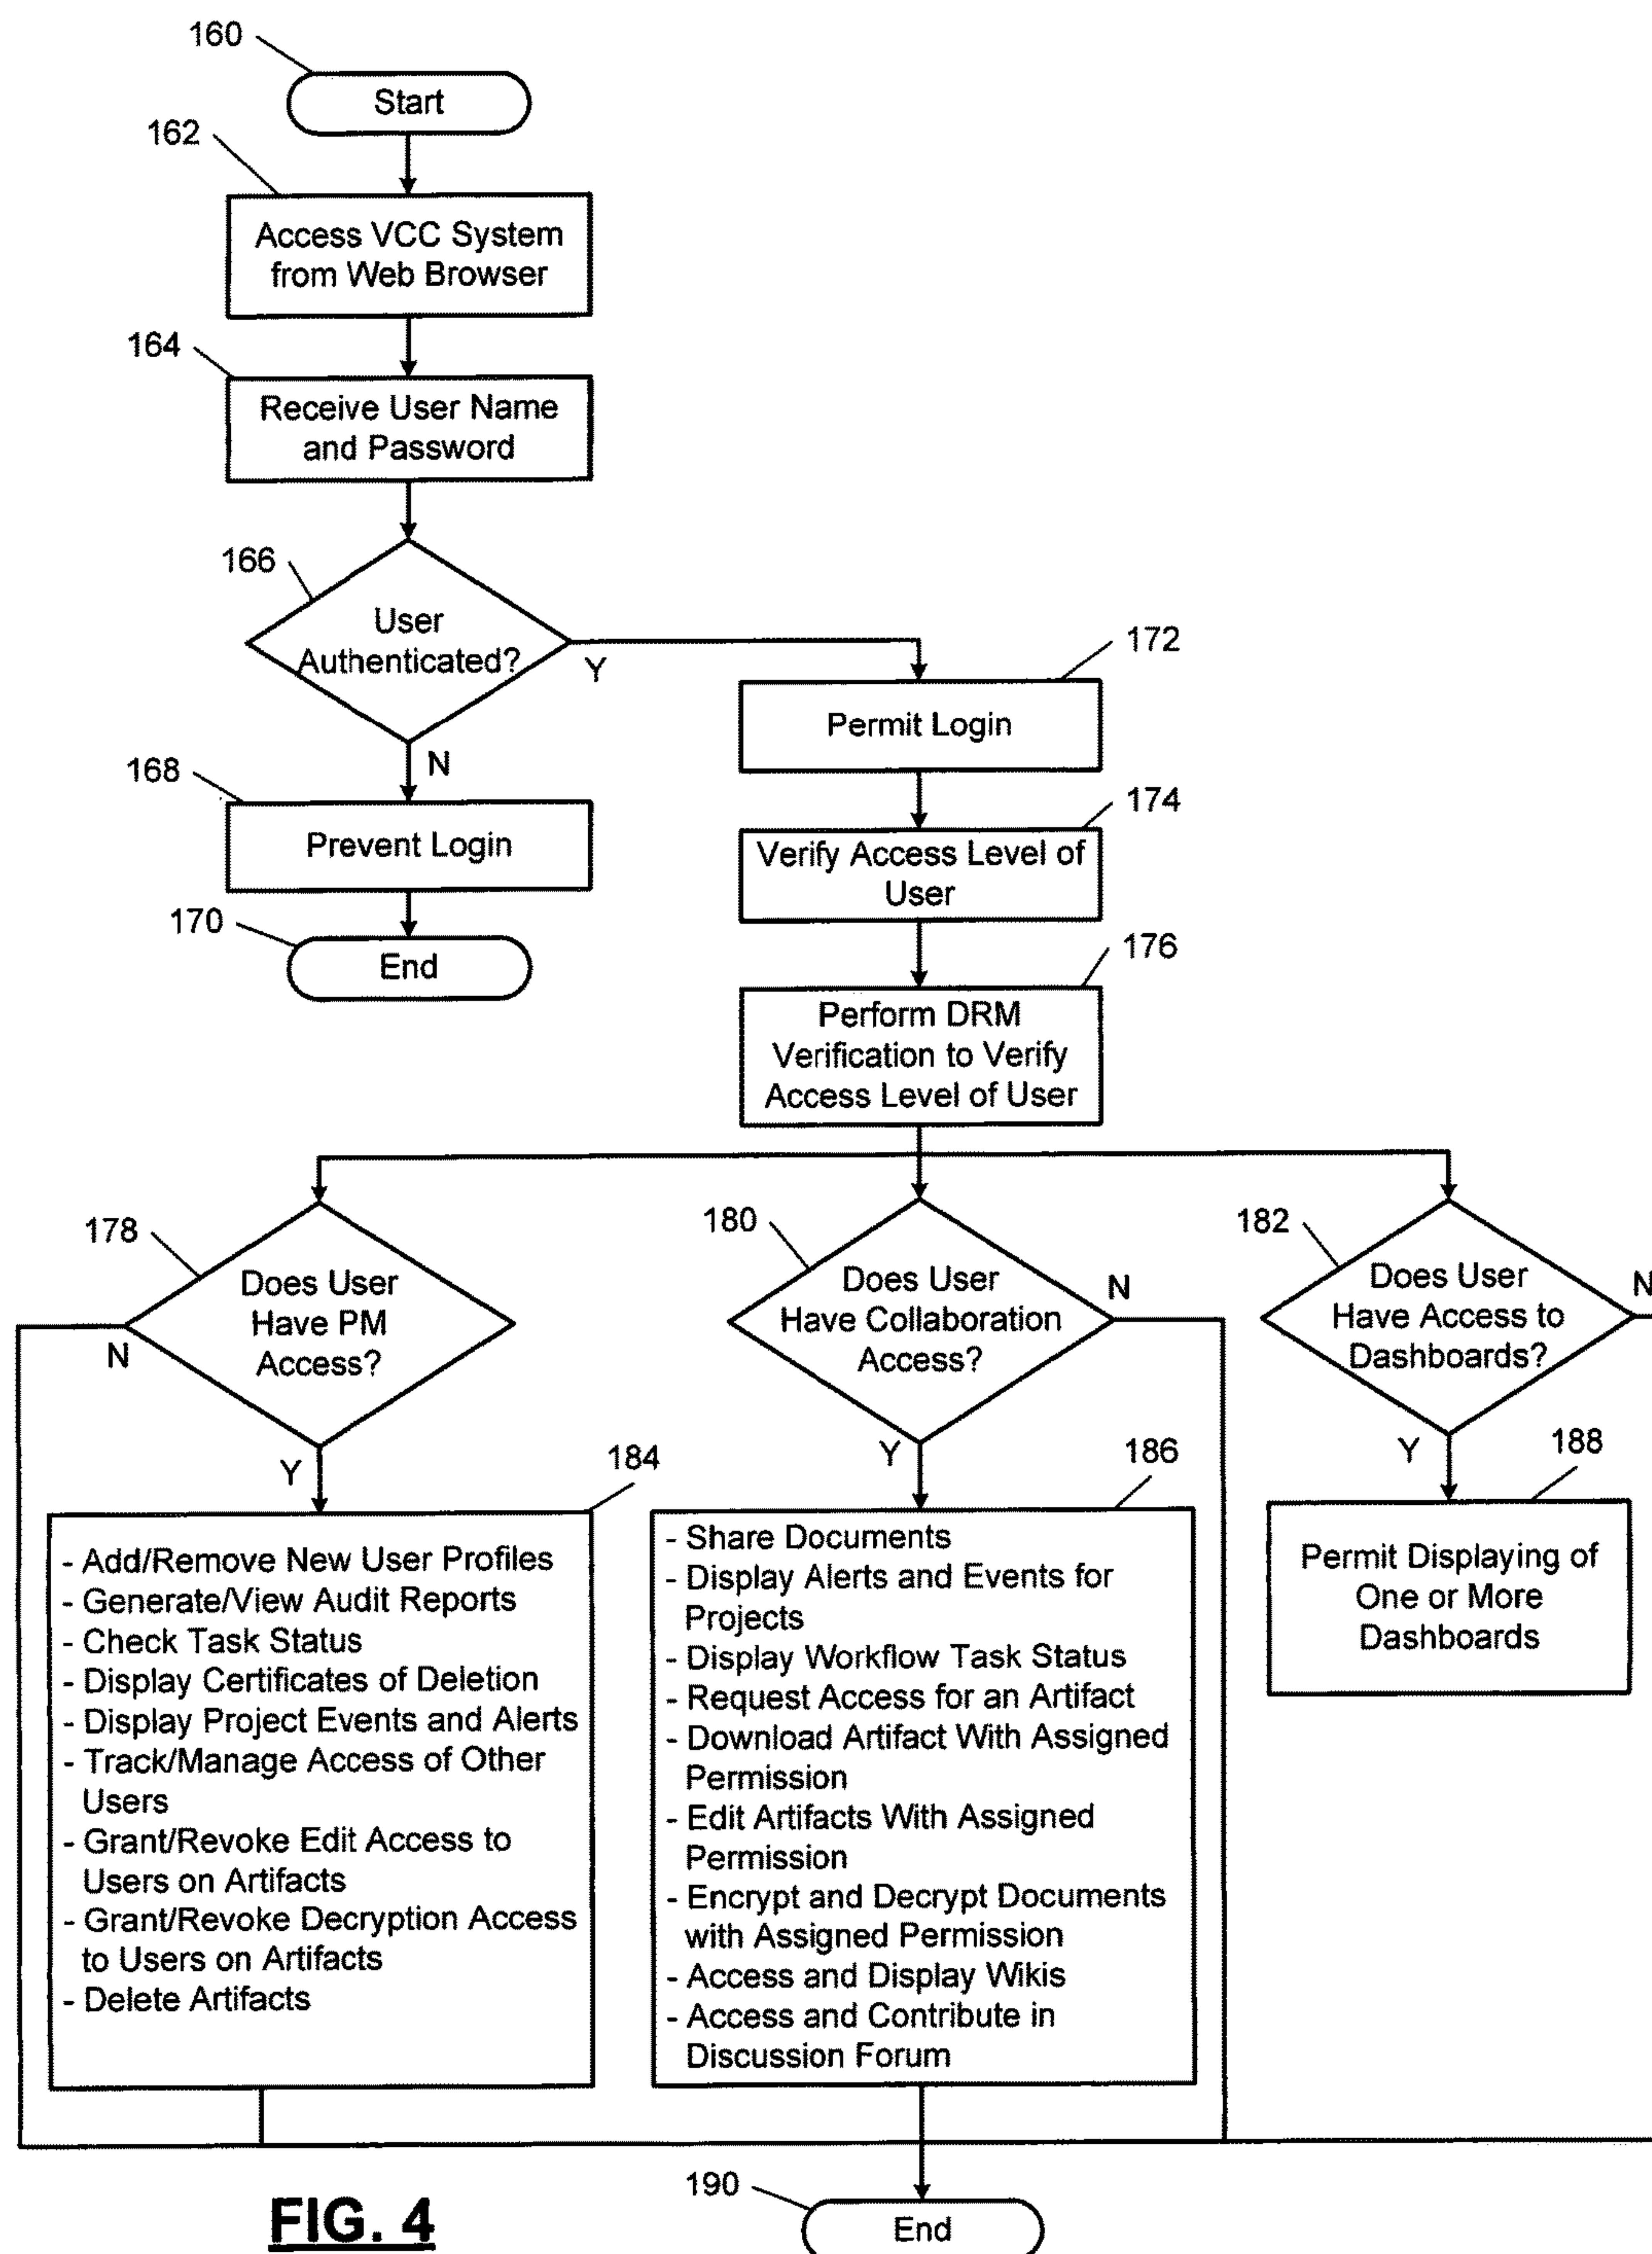 160
Start
162
Access VCC System
from Web Browser
164
Receive User Name
and Password
166
User
Authenticated?
Y
N
168
Prevent Login
170
End
172
Permit Login
174
Verify Access Level of
User
176
Perform DRM
Verification to Verify
Access Level of User
178
Does User
Have PM
Access?
N
Y
180
Does User
Have Collaboration
Access?
N
Y
182
Does User
Have Access to
Dashboards?
N
Y
184
- Add/Remove New User Profiles
- Generate/View Audit Reports
- Check Task Status
- Display Certificates of Deletion
- Display Project Events and Alerts
- Track/Manage Access of Other
Users
- Grant/Revoke Edit Access to
Users on Artifacts
- Grant/Revoke Decryption Access
to Users on Artifacts
- Delete Artifacts
186
- Share Documents
- Display Alerts and Events for
Projects
- Display Workflow Task Status
- Request Access for an Artifact
- Download Artifact With Assigned
Permission
- Edit Artifacts With Assigned
Permission
- Encrypt and Decrypt Documents
with Assigned Permission
- Access and Display Wikis
- Access and Contribute in
Discussion Forum
188
Permit Displaying of
One or More
Dashboards
190
End
FIG. 4